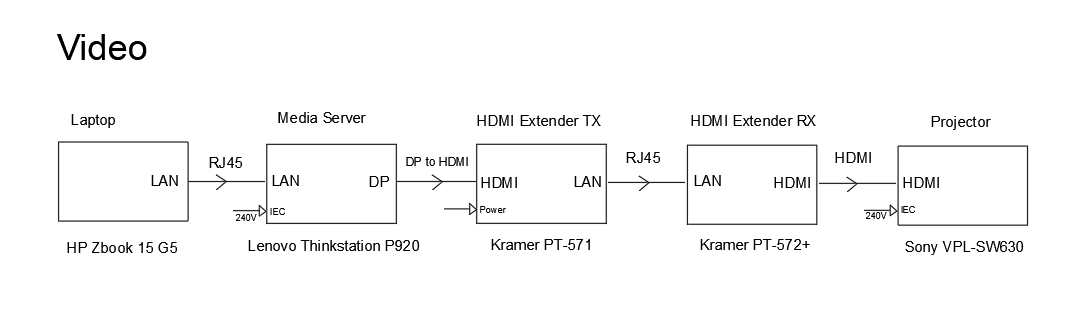 Video
Laptop
Media Server
HDMI Extender TX
HDMI Extender RX
Projector
RJ45
DP to HDMI
RJ45
HDMI
LAN
LAN
DP
HDMI
LAN
LAN
HDMI
HDMI
240V
IEC
Power
240V
IEC
HP Zbook 15 G5
Lenovo Thinkstation P920
Kramer PT-571
Kramer PT-572+
Sony VPL-SW630